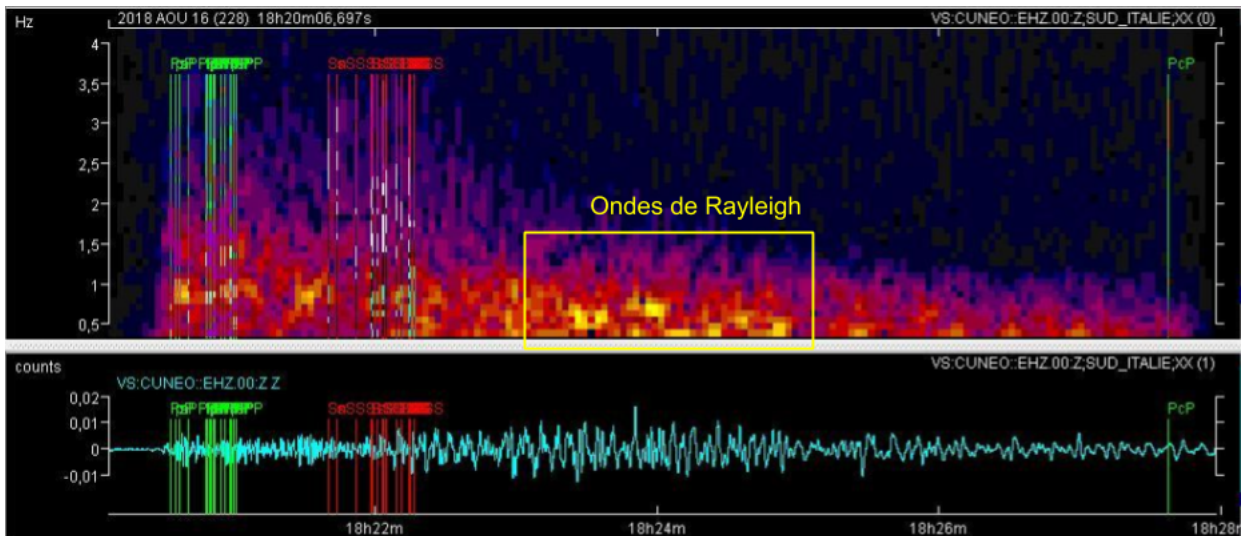 Hz
2018 AOU 16 (228) 18h20m06,697s
VS:CUNEO::EHZ.00:Z;SUD_ITALIE;XX (0)
4
PcP
3,5
3
2,5
2
Ondes de Rayleigh
1,5
1
0,5
counts
VS:CUNEO::EHZ.00:Z;SUD_ITALIE;XX (1)
VS:CUNEO::EHZ.00:Z Z
0,02
PcP
0,01
0
-0,01
18h22m
18h24m
18h26m
18h28m